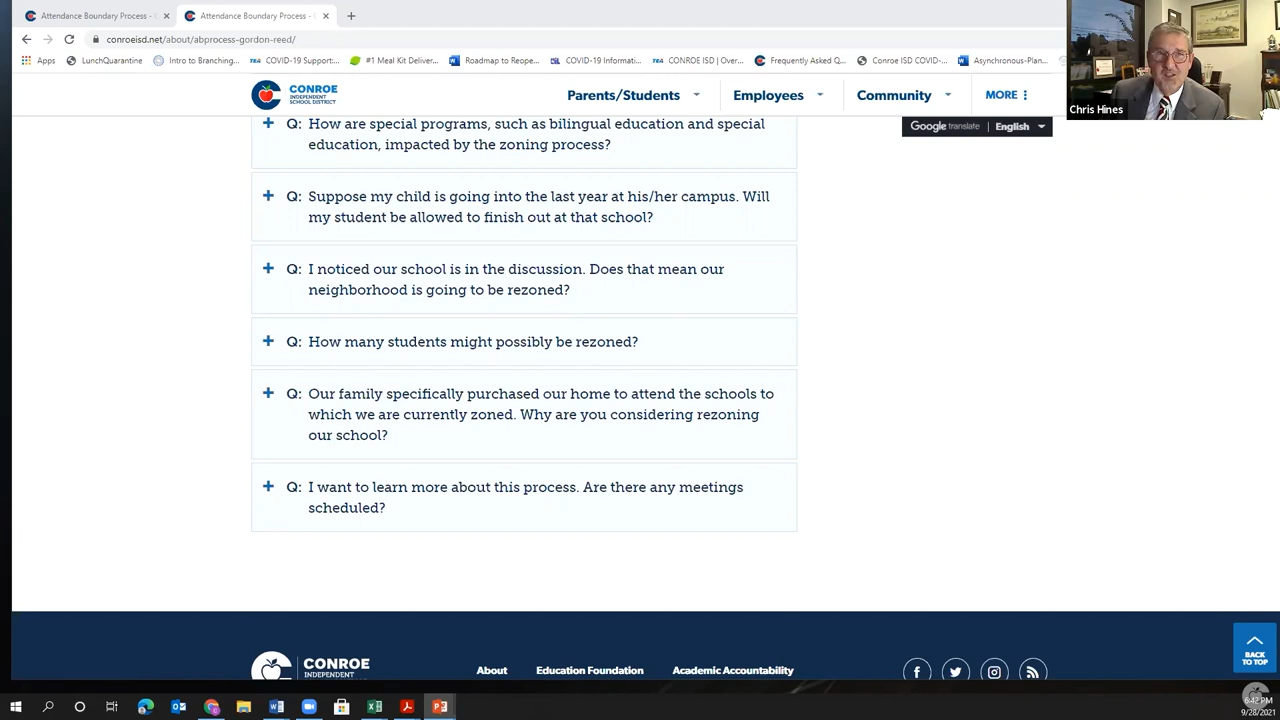 Attendance Boundary Process -
Attendance Boundary Process -
conroeisd.net/about/abprocess-gordon-reed/
Apps
LunchQuarantine
Intro to Branching...
TEA
COVID-19 Support:...
#1 Meal Kit Deliver...
Roadmap to Reope...
COVID-19 Informati...
TEA
CONROE ISD | Over...
Frequently Asked Q...
Conroe ISD COVID-...
Asynchronous-Plan...
CONROE
INDEPENDENT
SCHOOL DISTRICT
Parents/Students
Employees
Community
MORE
Chris Hines
Google translate
English
Q: How are special programs, such as bilingual education and special
education, impacted by the zoning process?
Q: Suppose my child is going into the last year at his/her campus. Will
my student be allowed to finish out at that school?
Q: I noticed our school is in the discussion. Does that mean our
neighborhood is going to be rezoned?
Q: How many students might possibly be rezoned?
Q: Our family specifically purchased our home to attend the schools to
which we are currently zoned. Why are you considering rezoning
our school?
Q: I want to learn more about this process. Are there any meetings
scheduled?
BACK
TO TOP
CONROE
INDEPENDENT
About
Education Foundation
Academic Accountability
6:42 PM
9/28/2021